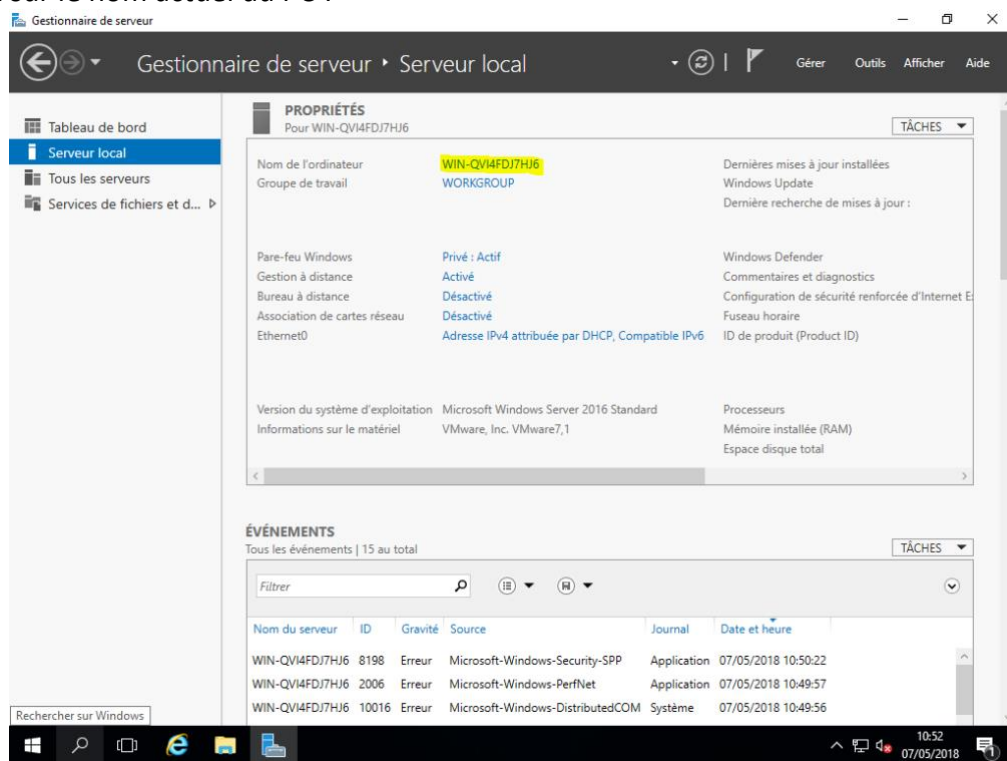 Gestionnaire de serveur
Gestionnaire de serveur ‣ Serveur local
Gérer Outils Afficher Aide
Tableau de bord
Serveur local
Tous les serveurs
Services de fichiers et d...
PROPRIÉTÉS
Pour WIN-QVI4FDJ7HJ6
TÂCHES
Nom de l'ordinateur WIN-QVI4FDJ7HJ6 Dernières mises à jour installées
Groupe de travail WORKGROUP Windows Update
Dernière recherche de mises à jour :
Pare-feu Windows Privé : Actif Windows Defender
Gestion à distance Activé Commentaires et diagnostics
Bureau à distance Désactivé Configuration de sécurité renforcée d'Internet E
Association de cartes réseau Désactivé Fuseau horaire
Ethernet0 Adresse IPv4 attribuée par DHCP, Compatible IPv6 ID de produit (Product ID)
Version du système d'exploitation Microsoft Windows Server 2016 Standard Processeurs
Informations sur le matériel VMware, Inc. VMware7,1 Mémoire installée (RAM)
Espace disque total
ÉVÉNEMENTS
Tous les événements | 15 au total
TÂCHES
Filtrer
Nom du serveur ID Gravité Source Journal Date et heure
WIN-QVI4FDJ7HJ6 8198 Erreur Microsoft-Windows-Security-SPP Application 07/05/2018 10:50:22
WIN-QVI4FDJ7HJ6 2006 Erreur Microsoft-Windows-PerfNet Application 07/05/2018 10:49:57
WIN-QVI4FDJ7HJ6 10016 Erreur Microsoft-Windows-DistributedCOM Système 07/05/2018 10:49:56
Rechercher sur Windows
10:52
07/05/2018
1